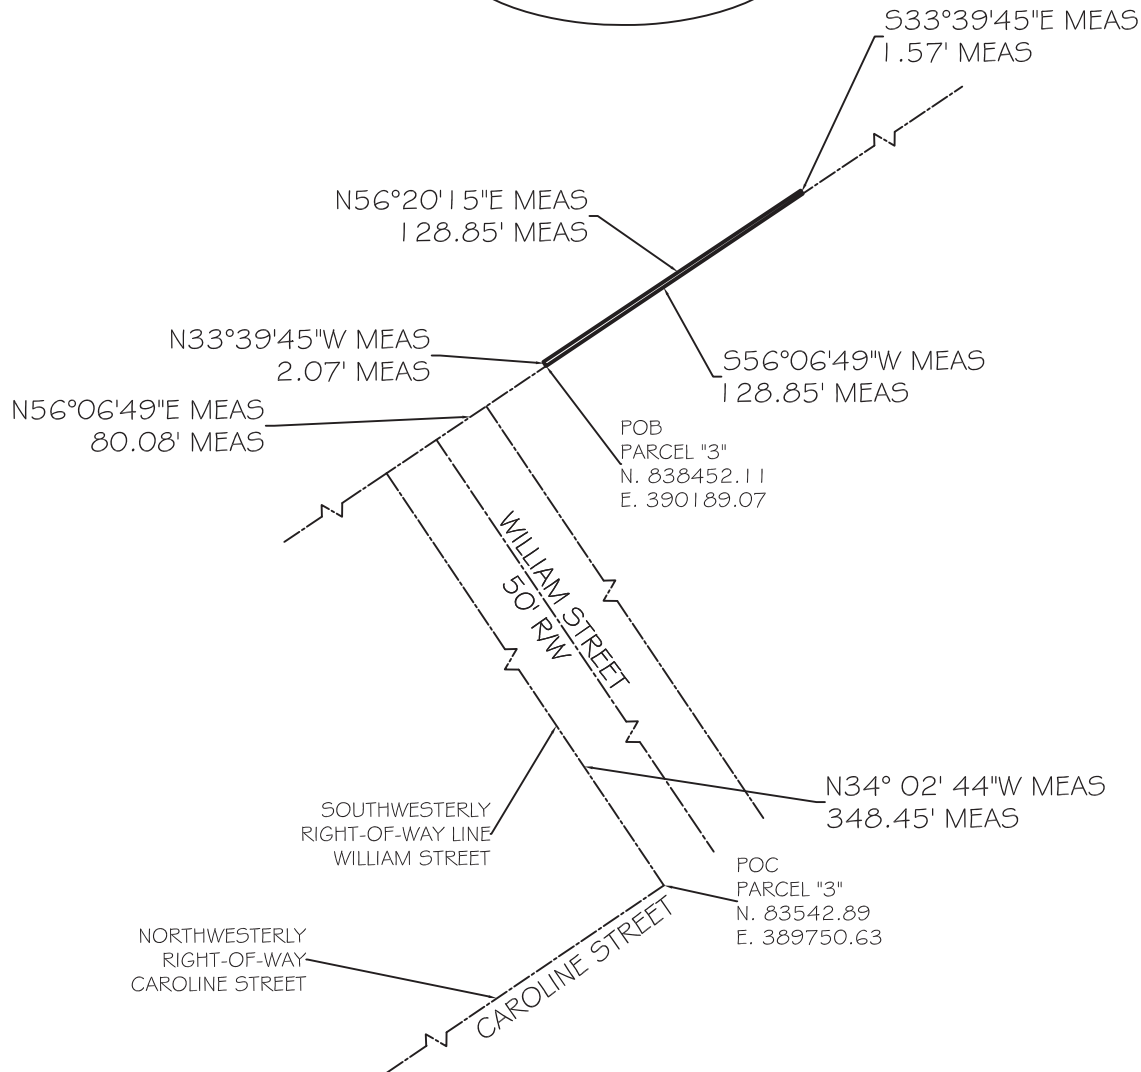 S33°39'45"E MEAS
1.57' MEAS
N56°20'15"E MEAS
128.85' MEAS
N33°39'45"W MEAS
2.07' MEAS
S56°06'49"W MEAS
128.85' MEAS
N56°06'49"E MEAS
80.08' MEAS
POB
PARCEL "3"
N. 838452.11
E. 390189.07
WILLIAM STREET
50' R/W
N34° 02' 44"W MEAS
348.45' MEAS
SOUTHWESTERLY
RIGHT-OF-WAY LINE
WILLIAM STREET
POC
PARCEL "3"
N. 83542.89
E. 389750.63
NORTHWESTERLY
RIGHT-OF-WAY
CAROLINE STREET
CAROLINE STREET